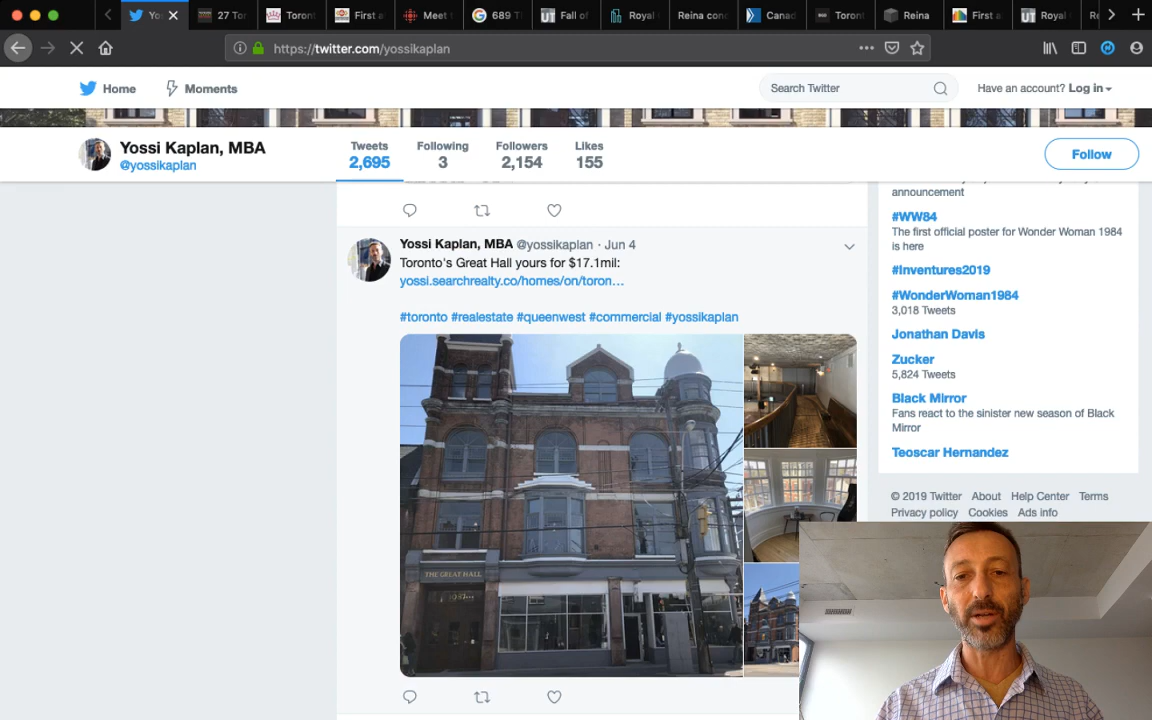 Yo
27 Tor
Toront
First a
Meet
689 T
Fall of
Royal
Reina con
Canad
Toront
Reina
First a
Royal
https://twitter.com/yossikaplan
Home
Moments
Search Twitter
Have an account? Log in
Yossi Kaplan, MBA
@yossikaplan
Tweets
2,695
Following
3
Followers
2,154
Likes
155
Follow
Yossi Kaplan, MBA @yossikaplan · Jun 4
Toronto's Great Hall yours for $17.1mil:
yossi.searchrealty.co/homes/on/toron…
#toronto #realestate #queenwest #commercial #yossikaplan
THE GREAT HALL
announcement
#WW84
The first official poster for Wonder Woman 1984
is here
#Inventures2019
#WonderWoman1984
3,018 Tweets
Jonathan Davis
Zucker
5,824 Tweets
Black Mirror
Fans react to the sinister new season of Black
Mirror
Teoscar Hernandez
© 2019 Twitter About Help Center Terms
Privacy policy Cookies Ads info